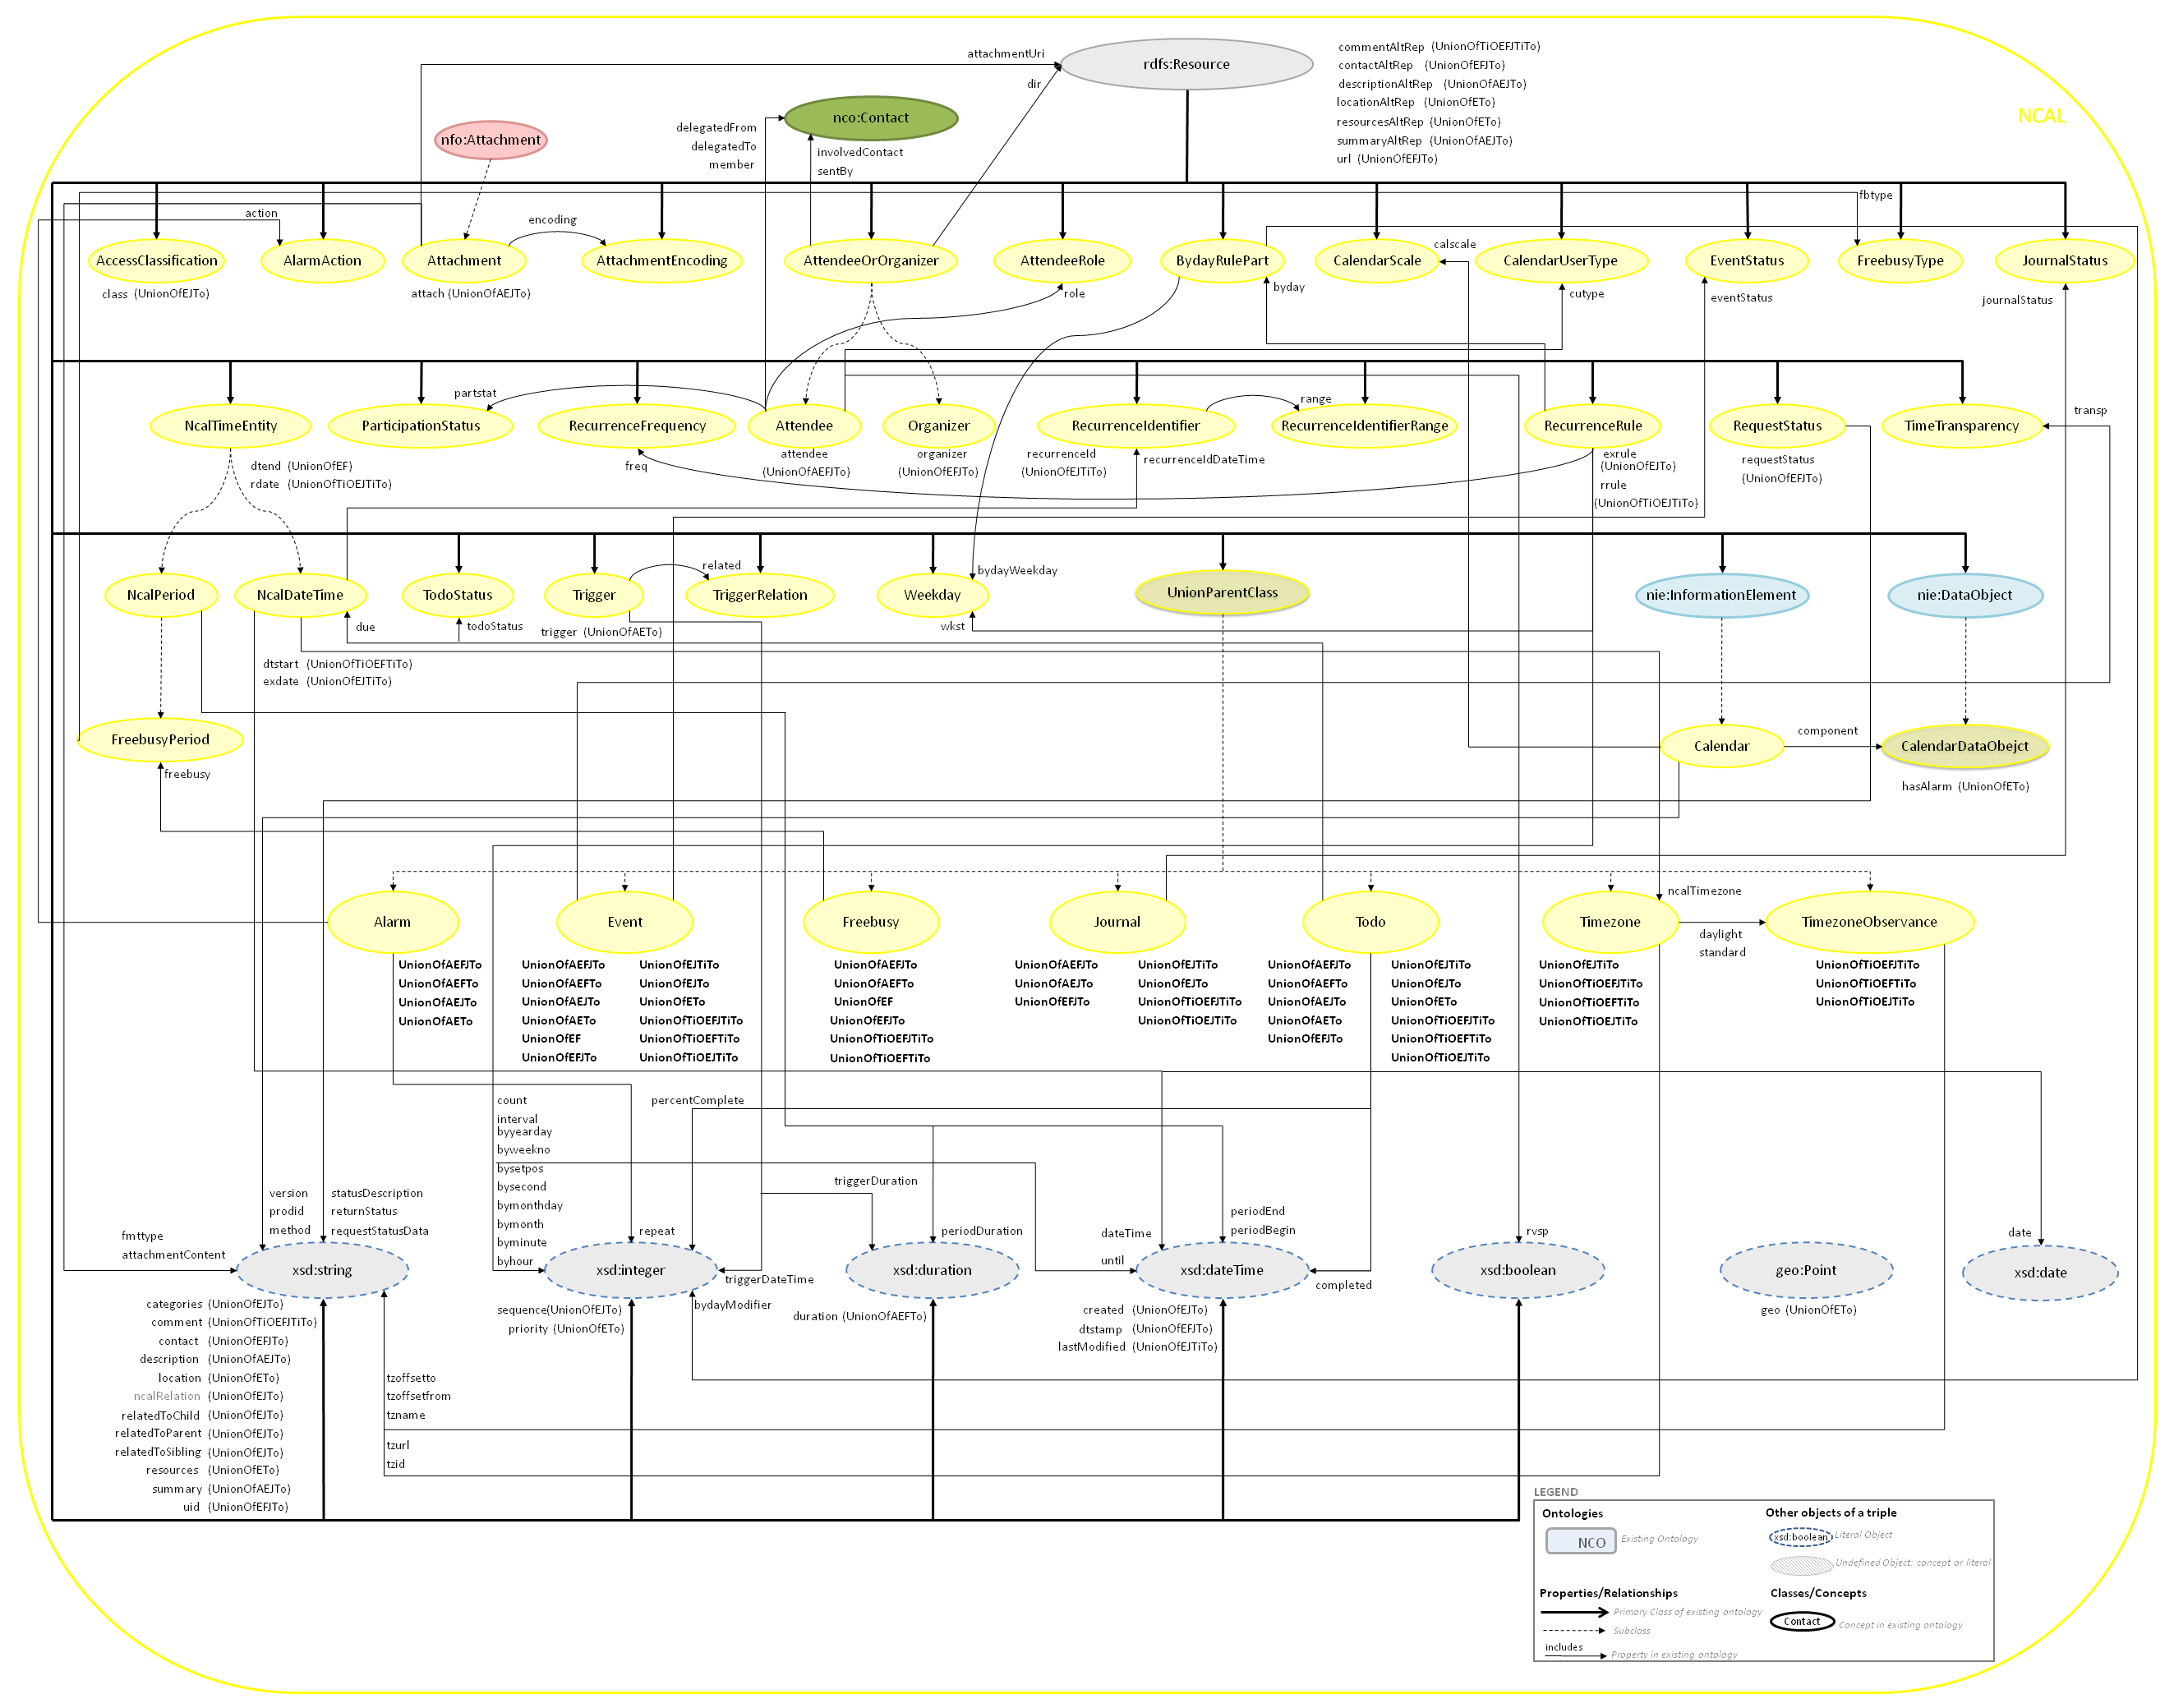 attachmentUri
rdfs:Resource
dir
commentAltRep (UnionOfTiOEFJTiTo)
contactAltRep (UnionOfEFJTo)
descriptionAltRep (UnionOfAEJTo)
locationAltRep (UnionOfETo)
resourcesAltRep (UnionOfETo)
summaryAltRep (UnionOfAEJTo)
url (UnionOfEFJTo)
NCAL
nfo:Attachment
nco:Contact
delegatedFrom
delegatedTo
member
involvedContact
sentBy
fbtype
action
encoding
calscale
AccessClassification
AlarmAction
Attachment
AttachmentEncoding
AttendeeOrOrganizer
AttendeeRole
BydayRulePart
CalendarScale
CalendarUserType
EventStatus
FreebusyType
JournalStatus
class (UnionOfEJTo)
attach (UnionOfAEJTo)
role
byday
cutype
eventStatus
journalStatus
partstat
range
transp
NcalTimeEntity
ParticipationStatus
RecurrenceFrequency
Attendee
Organizer
RecurrenceIdentifier
RecurrenceIdentifierRange
RecurrenceRule
RequestStatus
TimeTransparency
dtend (UnionOfEF)
rdate (UnionOfTiOEJTiTo)
freq
attendee
(UnionOfAEFJTo)
organizer
(UnionOfEFJTo)
recurrenceId
(UnionOfEJTiTo)
recurrenceIdDateTime
exrule
(UnionOfEJTo)
rrule
(UnionOfTiOEJTiTo)
requestStatus
(UnionOfEFJTo)
related
bydayWeekday
NcalPeriod
NcalDateTime
TodoStatus
Trigger
TriggerRelation
Weekday
UnionParentClass
nie:InformationElement
nie:DataObject
due
todoStatus
trigger (UnionOfAETo)
wkst
dtstart (UnionOfTiOEFTiTo)
exdate (UnionOfEJTiTo)
FreebusyPeriod
Calendar
component
CalendarDataObejct
freebusy
hasAlarm (UnionOfETo)
ncalTimezone
Alarm
Event
Freebusy
Journal
Todo
Timezone
TimezoneObservance
daylight
standard
UnionOfAEFJTo
UnionOfAEFTo
UnionOfAEJTo
UnionOfAETo
UnionOfAEFJTo
UnionOfAEFTo
UnionOfAEJTo
UnionOfAETo
UnionOfEF
UnionOfEFJTo
UnionOfEJTiTo
UnionOfEJTo
UnionOfETo
UnionOfTiOEFJTiTo
UnionOfTiOEFTiTo
UnionOfTiOEJTiTo
UnionOfAEFJTo
UnionOfAEFTo
UnionOfEF
UnionOfEFJTo
UnionOfTiOEFJTiTo
UnionOfTiOEFTiTo
UnionOfAEFJTo
UnionOfAEJTo
UnionOfEFJTo
UnionOfEJTiTo
UnionOfEJTo
UnionOfTiOEFJTiTo
UnionOfTiOEJTiTo
UnionOfAEFJTo
UnionOfAEFTo
UnionOfAEJTo
UnionOfAETo
UnionOfEFJTo
UnionOfEJTiTo
UnionOfEJTo
UnionOfETo
UnionOfTiOEFJTiTo
UnionOfTiOEFTiTo
UnionOfTiOEJTiTo
UnionOfEJTiTo
UnionOfTiOEFJTiTo
UnionOfTiOEFTiTo
UnionOfTiOEJTiTo
UnionOfTiOEFJTiTo
UnionOfTiOEFTiTo
UnionOfTiOEJTiTo
count
interval
byyearday
byweekno
bysetpos
bysecond
bymonthday
bymonth
byminute
byhour
percentComplete
triggerDuration
version
prodid
method
statusDescription
returnStatus
requestStatusData
fmttype
attachmentContent
repeat
periodDuration
dateTime
until
periodEnd
periodBegin
rvsp
date
xsd:string
xsd:integer
xsd:duration
xsd:dateTime
xsd:boolean
geo:Point
xsd:date
triggerDateTime
completed
bydayModifier
categories (UnionOfEJTo)
comment (UnionOfTiOEFJTiTo)
contact (UnionOfEFJTo)
description (UnionOfAEJTo)
location (UnionOfETo)
ncalRelation (UnionOfEJTo)
relatedToChild (UnionOfEJTo)
relatedToParent (UnionOfEJTo)
relatedToSibling (UnionOfEJTo)
resources (UnionOfETo)
summary (UnionOfAEJTo)
uid (UnionOfEFJTo)
sequence(UnionOfEJTo)
priority (UnionOfETo)
duration (UnionOfAEFTo)
created (UnionOfEJTo)
dtstamp (UnionOfEFJTo)
lastModified (UnionOfEJTiTo)
geo (UnionOfETo)
tzoffsetto
tzoffsetfrom
tzname
tzurl
tzid
LEGEND
Ontologies
NCO
Existing Ontology
Other objects of a triple
xsd:boolean
Literal Object
Undefined Object: concept or literal
Properties/Relationships
Primary Class of existing ontology
Subclass
includes
Property in existing ontology
Classes/Concepts
Contact
Concept in existing ontology